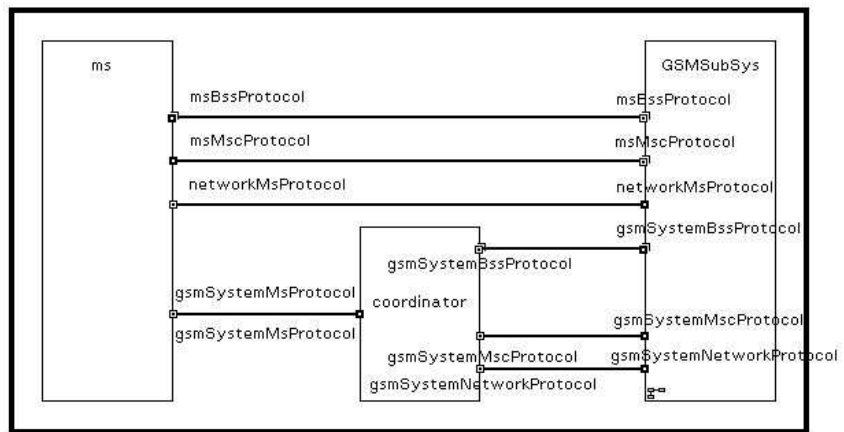 ms
GSMSubSys
msBssProtocol
msBssProtocol
msMscProtocol
msMscProtocol
networkMsProtocol
networkMsProtocol
gsmSystemBssProtocol
gsmSystemBssProtocol
gsmSystemMsProtocol
coordinator
gsmSystemMscProtocol
gsmSystemMsProtocol
gsmSystemMscProtocol
gsmSystemNetworkProtocol
gsmSystemNetworkProtocol